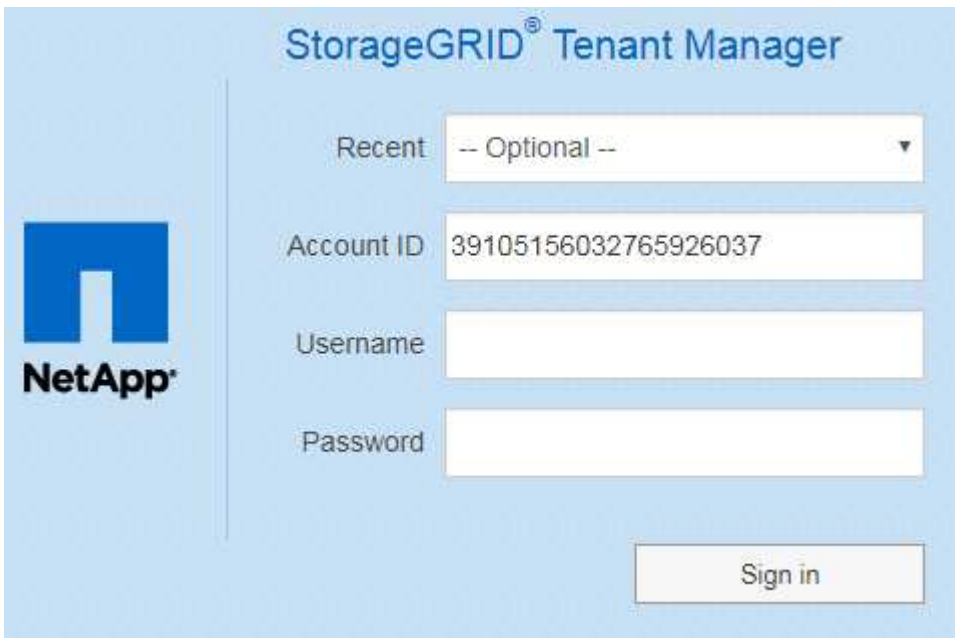 StorageGRID® Tenant Manager
Recent -- Optional --
Account ID 39105156032765926037
Username
NetApp®
Password
Sign in